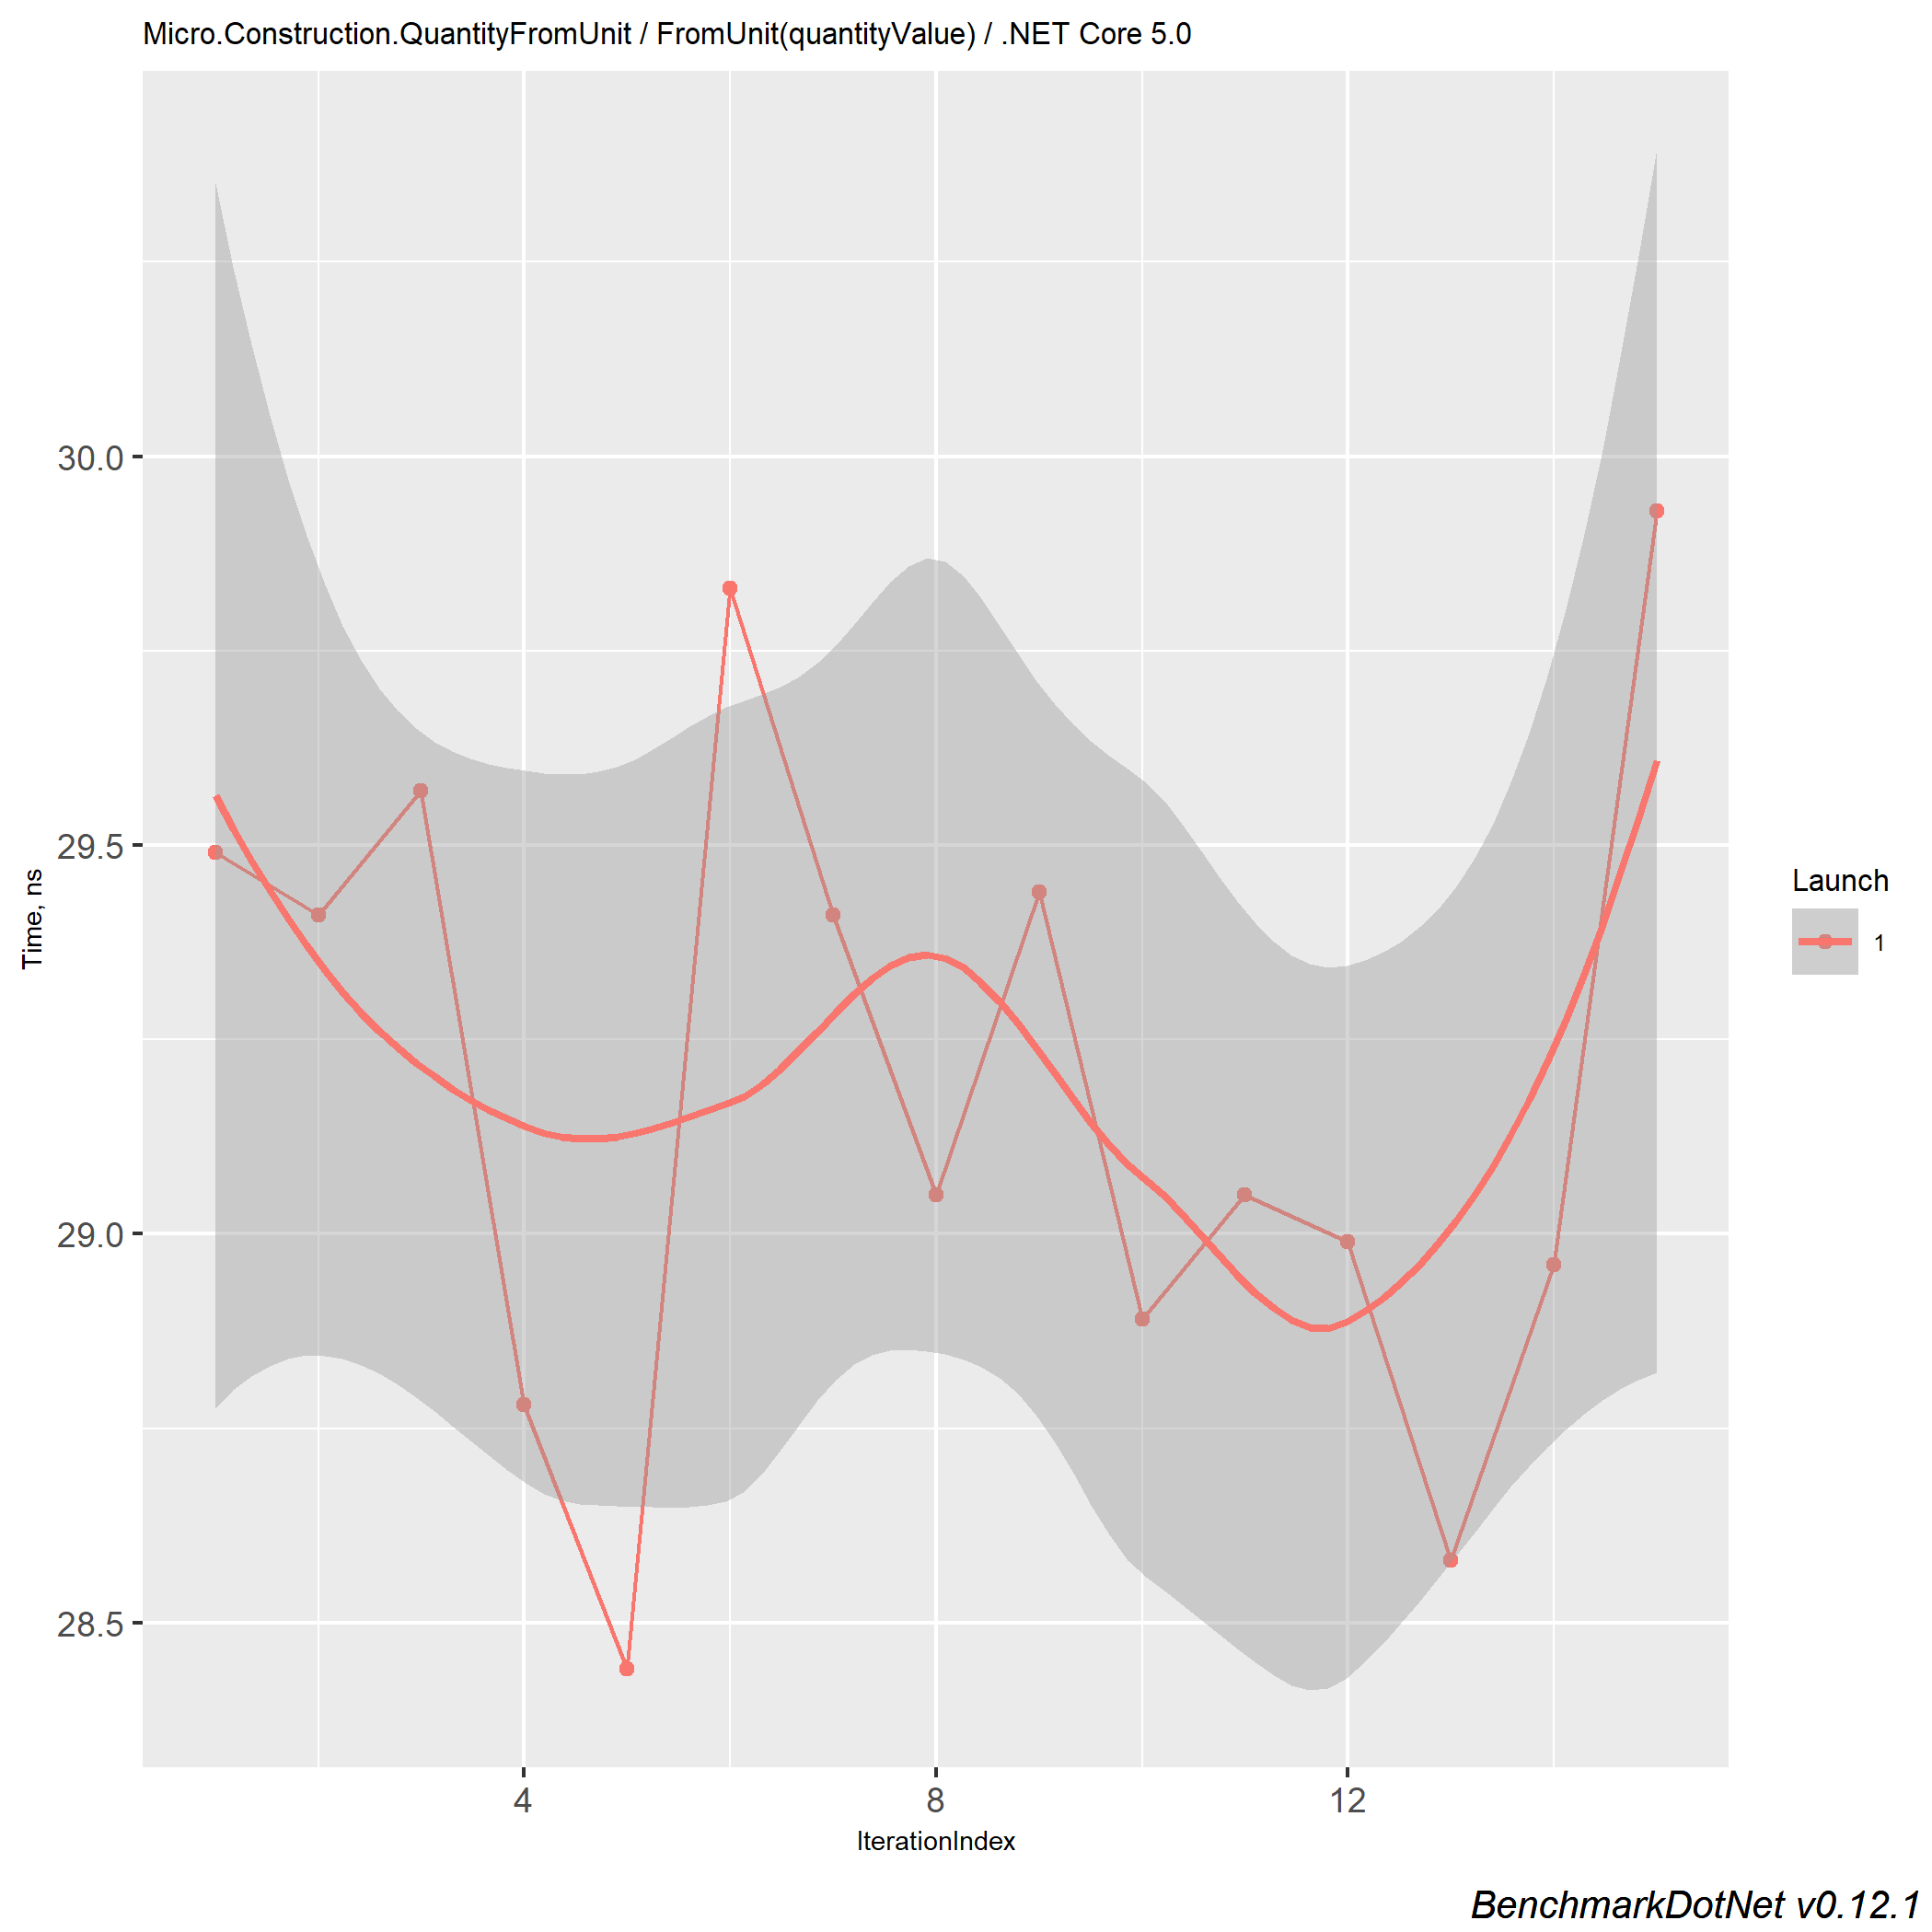 Micro.Construction.QuantityFromUnit / FromUnit(quantityValue) / .NET Core 5.0
30.0
29.5
29.0
28.5
Time, ns
4
8
12
IterationIndex
Launch
1
BenchmarkDotNet v0.12.1